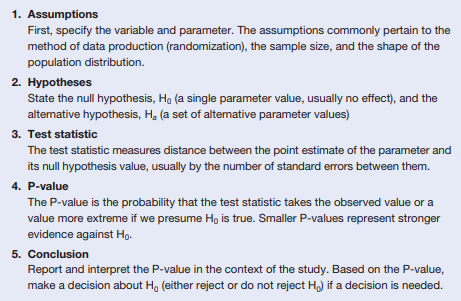 1. Assumptions
First, specify the variable and parameter. The assumptions commonly pertain to the
method of data production (randomization), the sample size, and the shape of the
population distribution.
2. Hypotheses
State the null hypothesis, H₀ (a single parameter value, usually no effect), and the
alternative hypothesis, Hₐ (a set of alternative parameter values)
3. Test statistic
The test statistic measures distance between the point estimate of the parameter and
its null hypothesis value, usually by the number of standard errors between them.
4. P-value
The P-value is the probability that the test statistic takes the observed value or a
value more extreme if we presume H₀ is true. Smaller P-values represent stronger
evidence against H₀.
5. Conclusion
Report and interpret the P-value in the context of the study. Based on the P-value,
make a decision about H₀ (either reject or do not reject H₀) if a decision is needed.